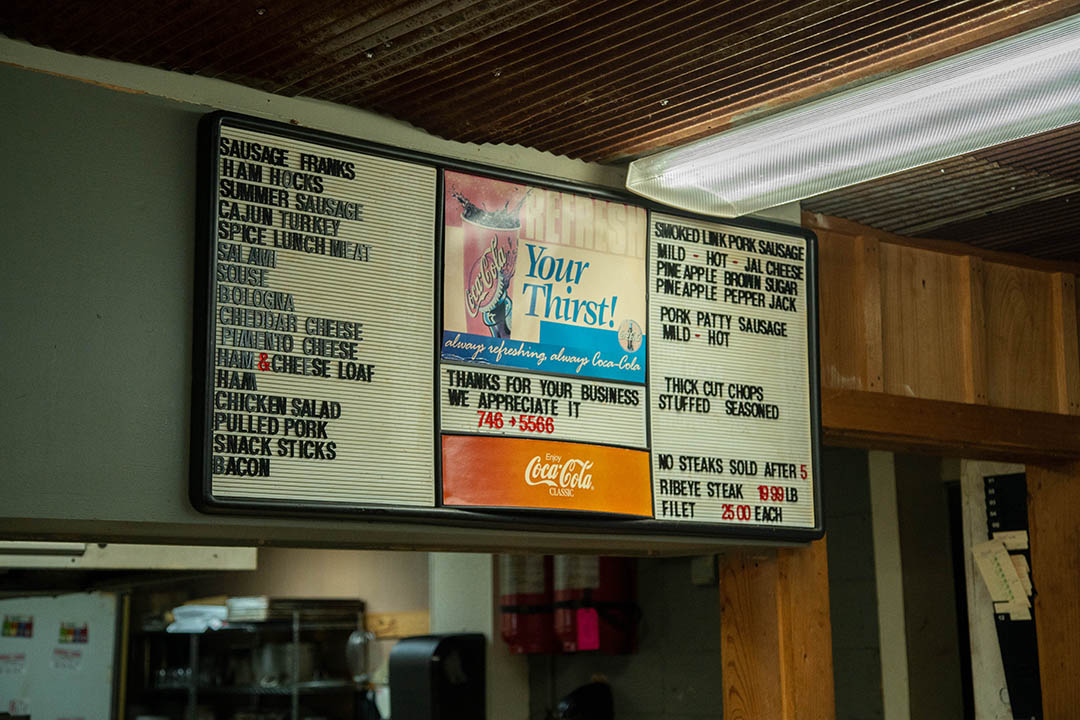 SAUSAGE FRANKS
HAM HOCKS
SUMMER SAUSAGE
CAJUN TURKEY
SPICE LUNCH MEAT
SALAMI
SOUSE
BOLOGNA
CHEDDAR CHEESE
PIMENTO CHEESE
HAM & CHEESE LOAF
HAM
CHICKEN SALAD
PULLED PORK
SNACK STICKS
BACON
REFRESH
Your
Thirst!
Coca-Cola
always refreshing, always Coca-Cola
THANKS FOR YOUR BUSINESS
WE APPRECIATE IT
746 → 5566
Enjoy
Coca-Cola
CLASSIC
SMOKED LINK PORK SAUSAGE
MILD - HOT - JAL CHEESE
PINEAPPLE BROWN SUGAR
PINEAPPLE PEPPER JACK
PORK PATTY SAUSAGE
MILD - HOT
THICK CUT CHOPS
STUFFED SEASONED
NO STEAKS SOLD AFTER 5
RIBEYE STEAK 19 99 LB
FILET 25 00 EACH